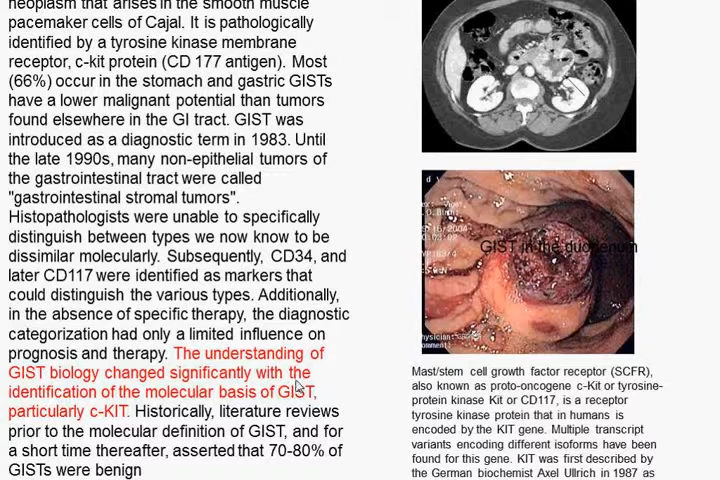 neoplasm that arises in the smooth muscle
pacemaker cells of Cajal. It is pathologically
identified by a tyrosine kinase membrane
receptor, c-kit protein (CD 177 antigen). Most
(66%) occur in the stomach and gastric GISTs
have a lower malignant potential than tumors
found elsewhere in the GI tract. GIST was
introduced as a diagnostic term in 1983. Until
the late 1990s, many non-epithelial tumors of
the gastrointestinal tract were called
"gastrointestinal stromal tumors".
Histopathologists were unable to specifically
distinguish between types we now know to be
dissimilar molecularly. Subsequently, CD34, and
later CD117 were identified as markers that
could distinguish the various types. Additionally,
in the absence of specific therapy, the diagnostic
categorization had only a limited influence on
prognosis and therapy. The understanding of
GIST biology changed significantly with the
identification of the molecular basis of GIST,
particularly c-KIT. Historically, literature reviews
prior to the molecular definition of GIST, and for
a short time thereafter, asserted that 70-80% of
GISTs were benign
GIST in the duodenum
Mast/stem cell growth factor receptor (SCFR),
also known as proto-oncogene c-Kit or tyrosine-
protein kinase Kit or CD117, is a receptor
tyrosine kinase protein that in humans is
encoded by the KIT gene. Multiple transcript
variants encoding different isoforms have been
found for this gene. KIT was first described by
the German biochemist Axel Ullrich in 1987 as